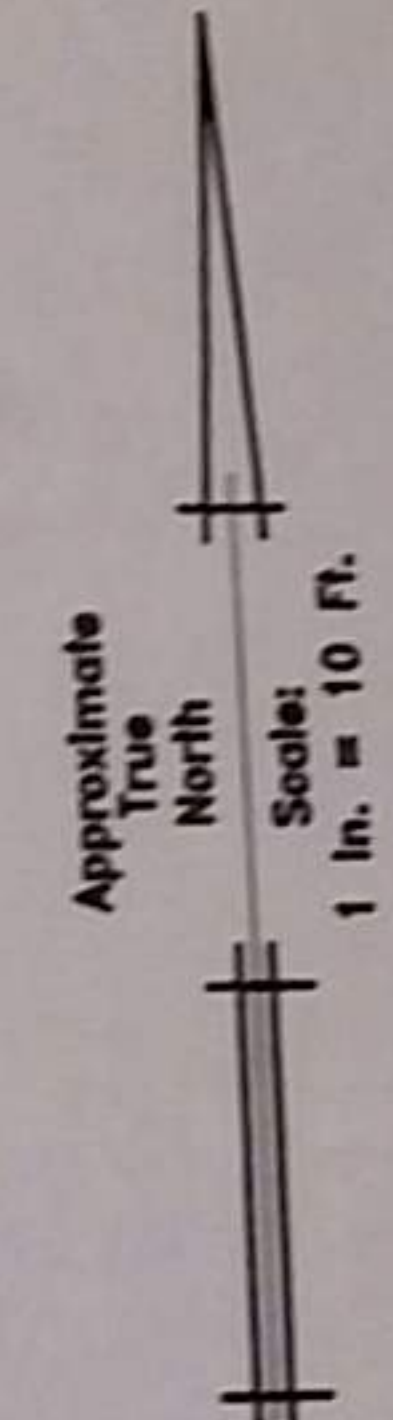 Approximate
True
North
Scale:
1 In. = 10 Ft.